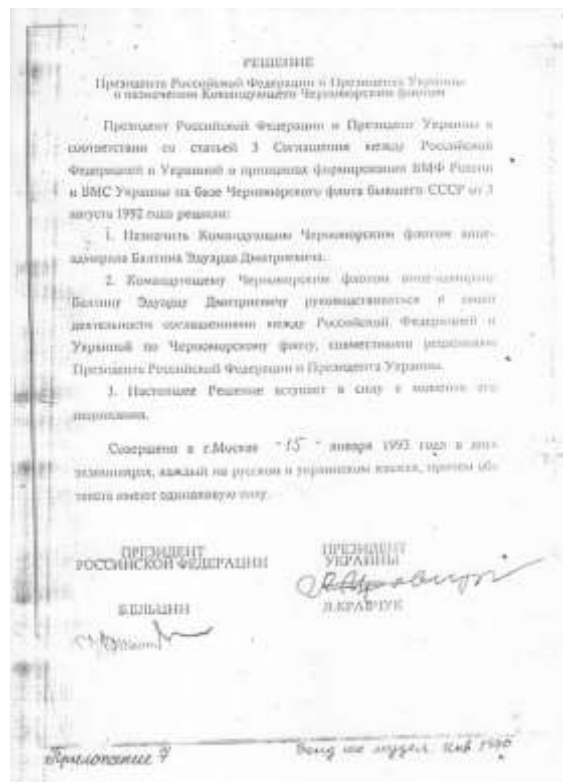 РЕШЕНИЕ
Президента Российской Федерации и Президента Украины
о назначении Командующего Черноморским флотом
Президент Российской Федерации и Президент Украины в
соответствии со статьей 3 Соглашения между Российской
Федерацией и Украиной о принципах формирования ВМФ России
и ВМС Украины на базе Черноморского флота бывшего СССР от 3
августа 1992 года решили:
1. Назначить Командующим Черноморским флотом вице-
адмирала Балтина Эдуарда Дмитриевича.
2. Командующему Черноморским флотом вице-адмиралу
Балтину Эдуарду Дмитриевичу руководствоваться в своей
деятельности соглашениями между Российской Федерацией и
Украиной по Черноморскому флоту, совместными решениями
Президента Российской Федерации и Президента Украины.
3. Настоящее Решение вступает в силу с момента его
подписания.
Совершено в г.Москве "15" января 1993 года в двух
экземплярах, каждый на русском и украинском языках, причем оба
текста имеют одинаковую силу.
ПРЕЗИДЕНТ
РОССИЙСКОЙ ФЕДЕРАЦИИ
Б.ЕЛЬЦИН
ПРЕЗИДЕНТ
УКРАИНЫ
Л.КРАВЧУК
Приложение